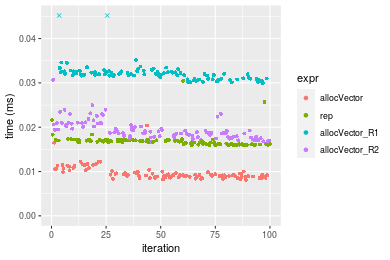 time (ms)
0.04
0.03
0.02
0.01
0.00
0
25
50
75
100
iteration
expr
allocVector
rep
allocVector_R1
allocVector_R2